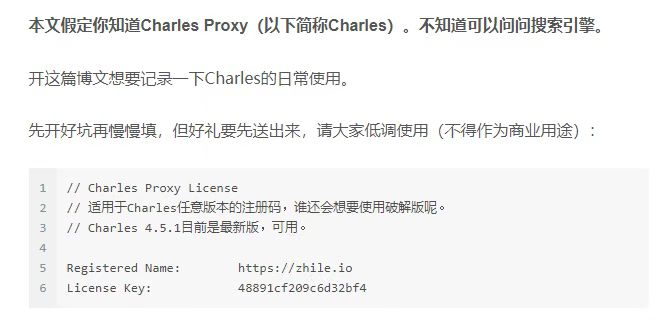 本文假定你知道Charles Proxy（以下简称Charles）。不知道可以问问搜索引擎。
开这篇博文想要记录一下Charles的日常使用。
先开好坑再慢慢填，但好礼要先送出来，请大家低调使用（不得作为商业用途）：
1 // Charles Proxy License
2 // 适用于Charles任意版本的注册码，谁还会想要使用破解版呢。
3 // Charles 4.5.1目前是最新版，可用。
4
5 Registered Name: https://zhile.io
6 License Key: 48891cf209c6d32bf4